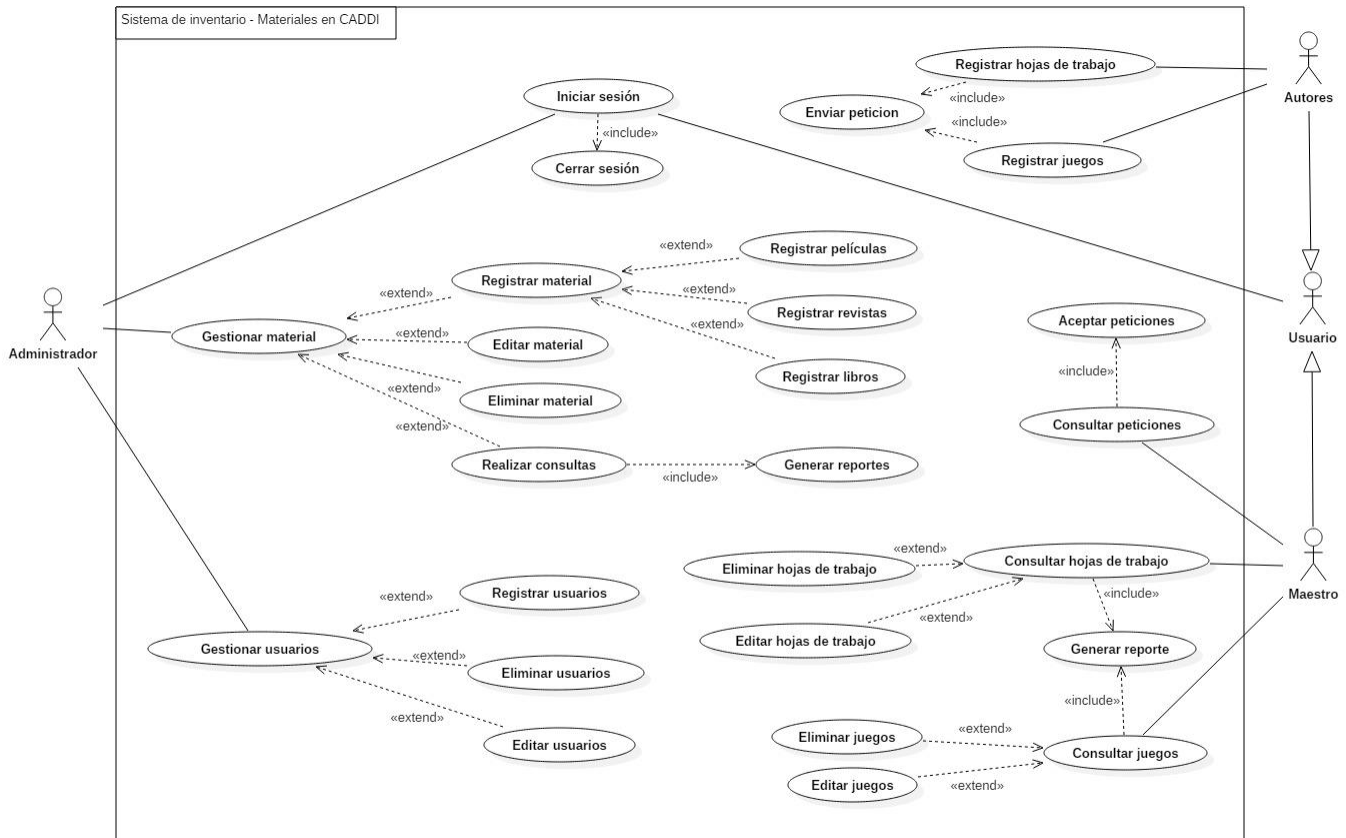 Sistema de inventario - Materiales en CADDI
Registrar hojas de trabajo
Autores
«include»
Iniciar sesión
Enviar peticion
«include»
«include»
Registrar juegos
Cerrar sesión
«extend»
Registrar películas
Registrar material
«extend»
«extend»
Registrar revistas
Aceptar peticiones
Usuario
Administrador
Gestionar material
«extend»
«extend»
Editar material
Registrar libros
«include»
«extend»
Eliminar material
«extend»
Consultar peticiones
Realizar consultas
«include»
Generar reportes
«extend»
Eliminar hojas de trabajo
Consultar hojas de trabajo
Maestro
«include»
«extend»
Registrar usuarios
«extend»
Editar hojas de trabajo
Gestionar usuarios
«extend»
Generar reporte
Eliminar usuarios
«include»
«extend»
Editar usuarios
Eliminar juegos
«extend»
Consultar juegos
Editar juegos
«extend»